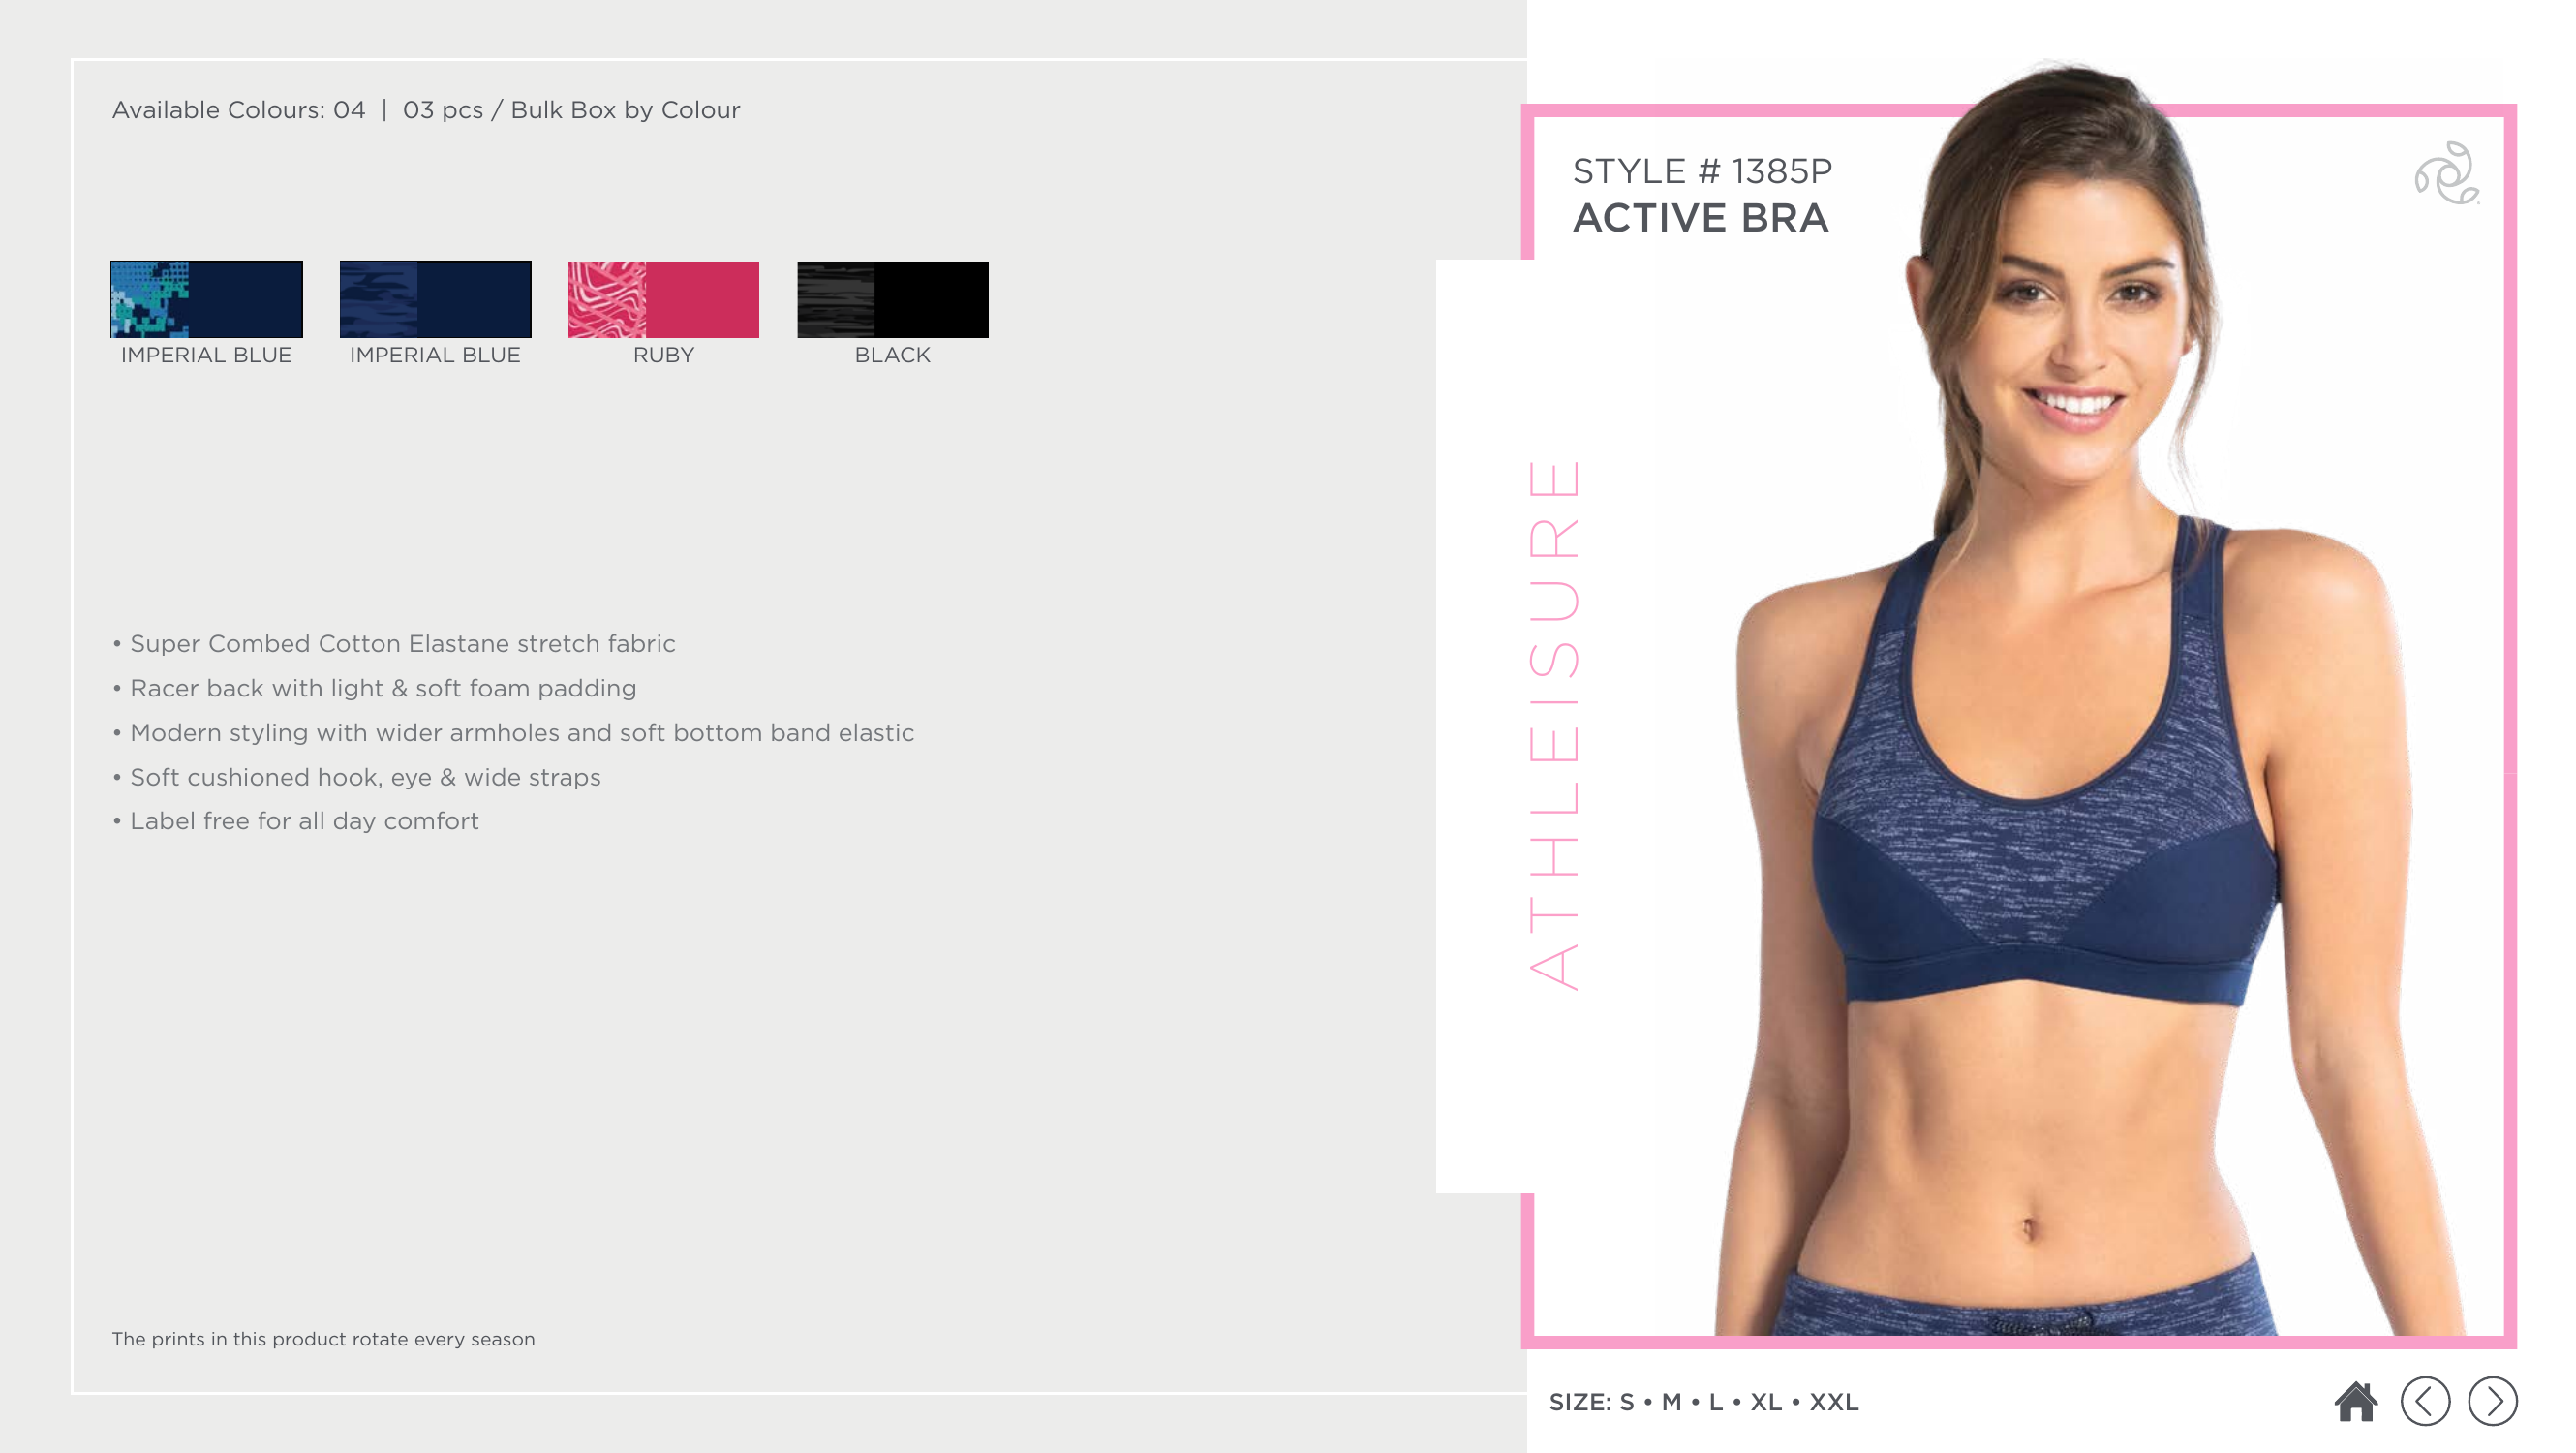 Available Colours: 04 | 03 pcs / Bulk Box by Colour
IMPERIAL BLUE
IMPERIAL BLUE
RUBY
BLACK
• Super Combed Cotton Elastane stretch fabric
• Racer back with light & soft foam padding
• Modern styling with wider armholes and soft bottom band elastic
• Soft cushioned hook, eye & wide straps
• Label free for all day comfort
The prints in this product rotate every season
STYLE # 1385P
ACTIVE BRA
ATHLEISURE
SIZE: S • M • L • XL • XXL